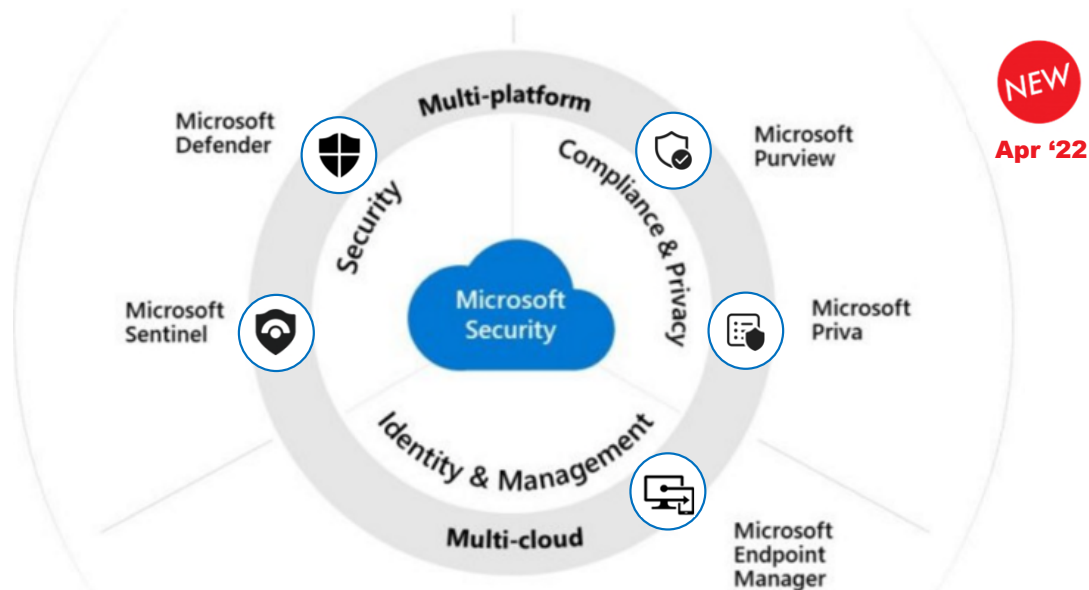 Multi-platform
NEW
Apr ‘22
Microsoft
Defender
Microsoft
Purview
Security
Compliance & Privacy
Microsoft
Security
Microsoft
Sentinel
Microsoft
Priva
Identity & Management
Multi-cloud
Microsoft
Endpoint
Manager